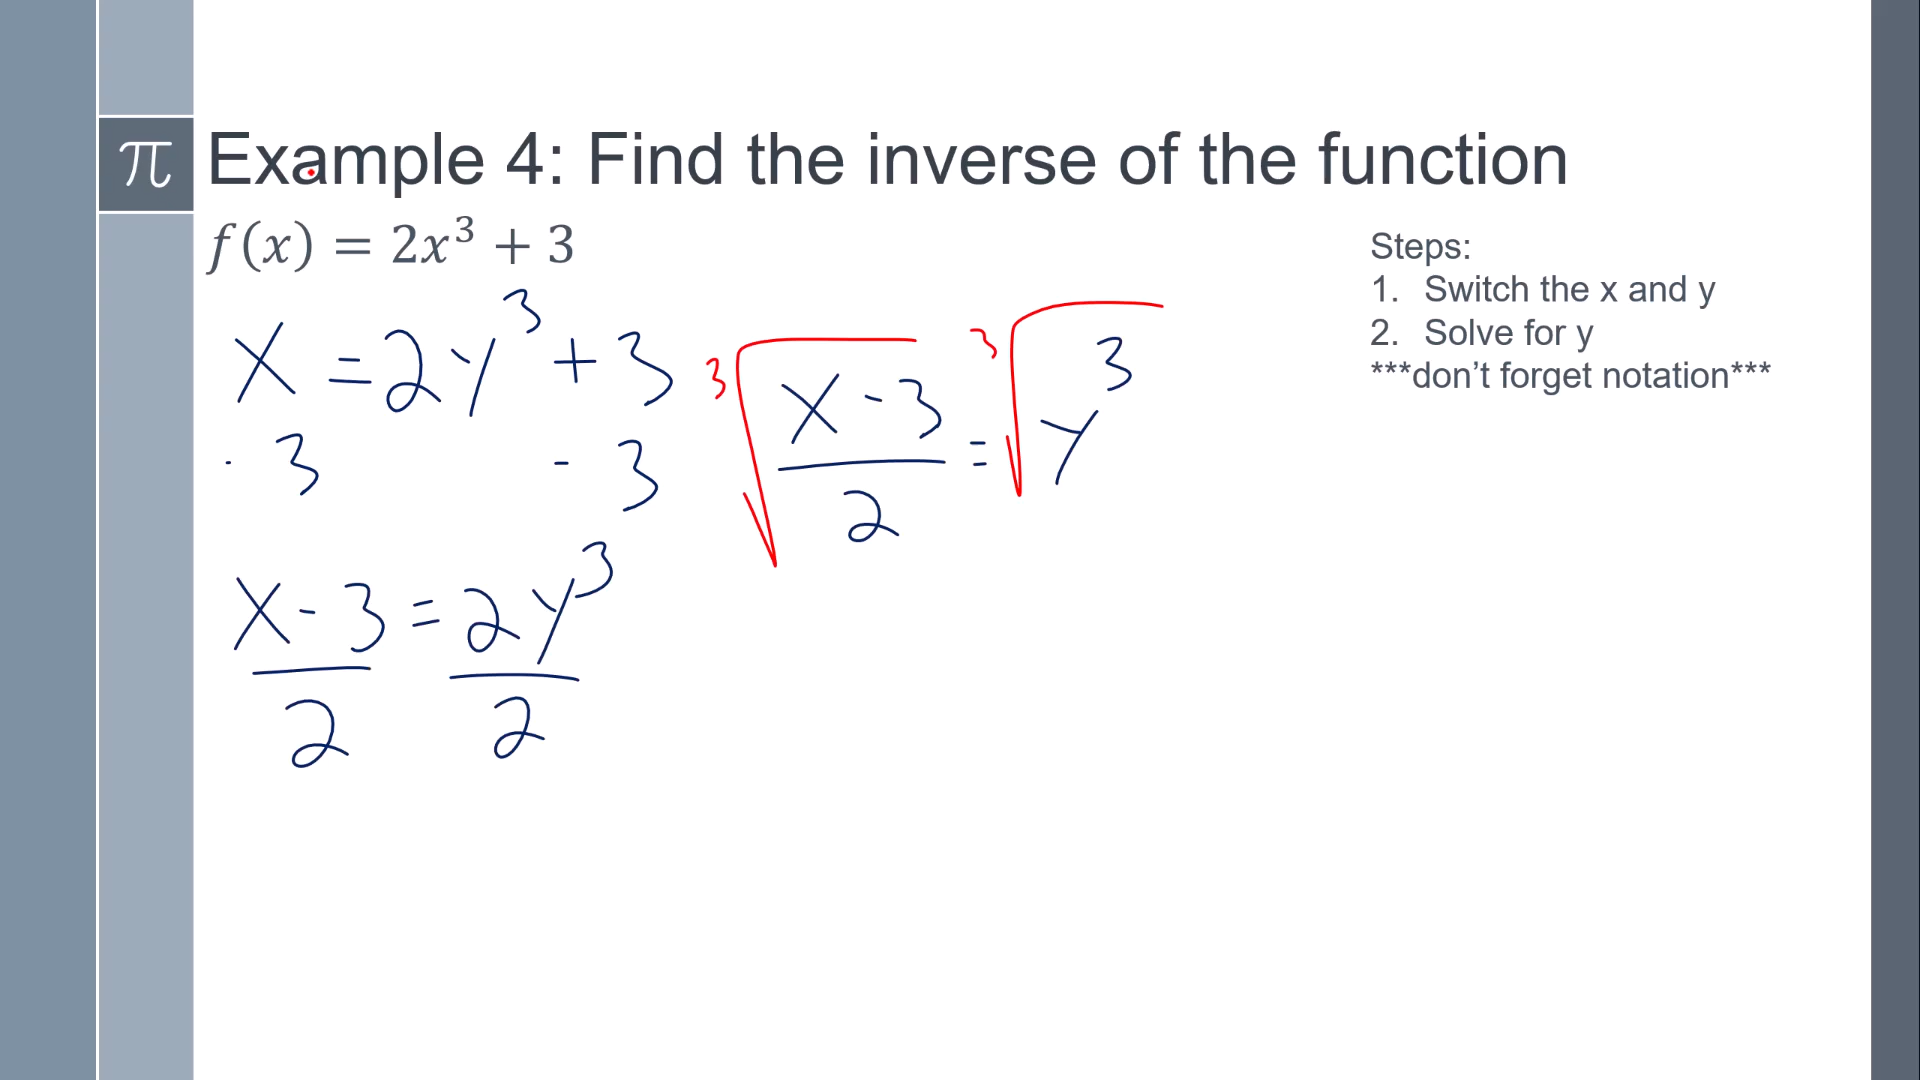 π
Example 4: Find the inverse of the function
f(x) = 2x³ + 3
Steps:
1. Switch the x and y
2. Solve for y
***don’t forget notation***
x = 2y³ + 3
- 3 - 3
x - 3 = 2y³
2 2
∛((x - 3)/2) = ∛(y³)